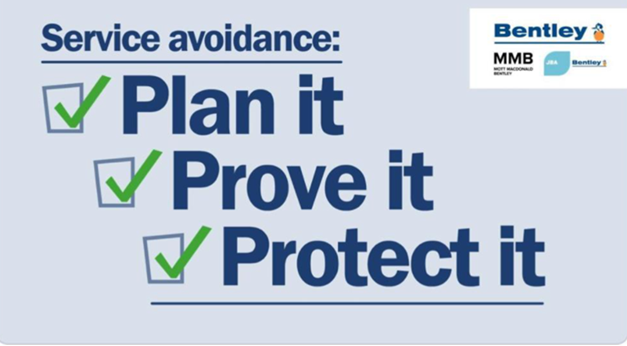 Service avoidance:
Plan it
Prove it
Protect it
Bentley
MMB
MOTT MACDONALD
BENTLEY
JBA
Bentley